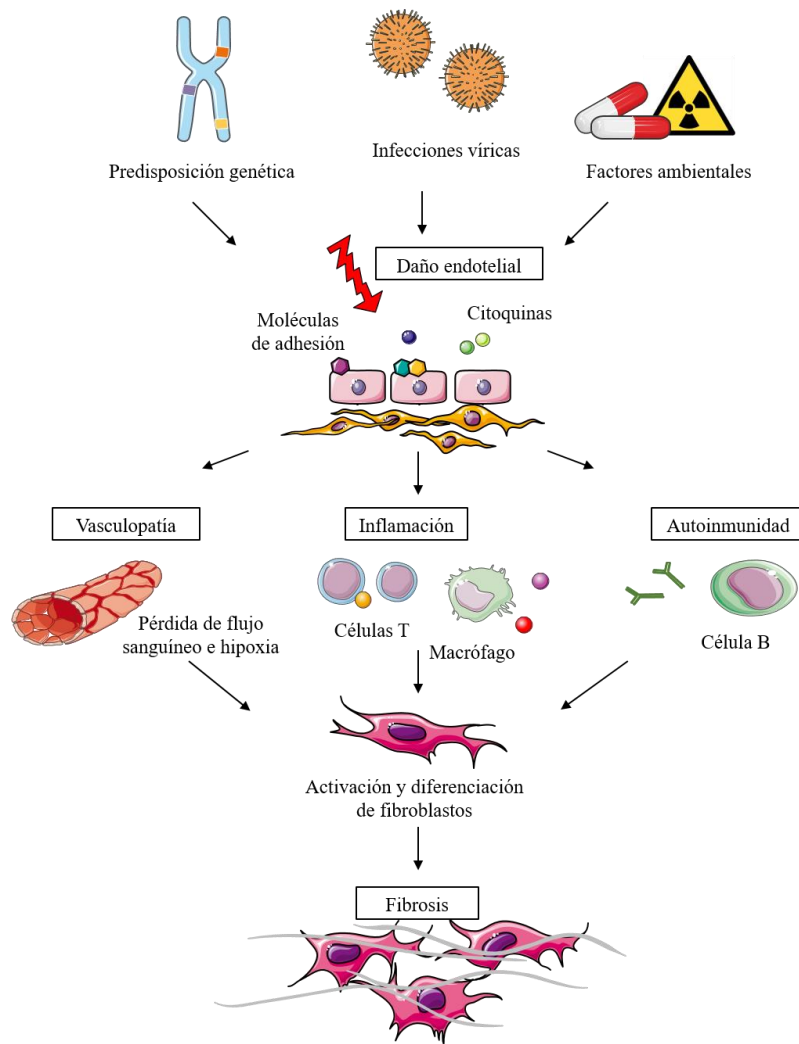 Predisposición genética
Infecciones víricas
Factores ambientales
Daño endotelial
Moléculas
de adhesión
Citoquinas
Vasculopatía
Inflamación
Autoinmunidad
Pérdida de flujo
sanguíneo e hipoxia
Células T
Macrófago
Célula B
Activación y diferenciación
de fibroblastos
Fibrosis